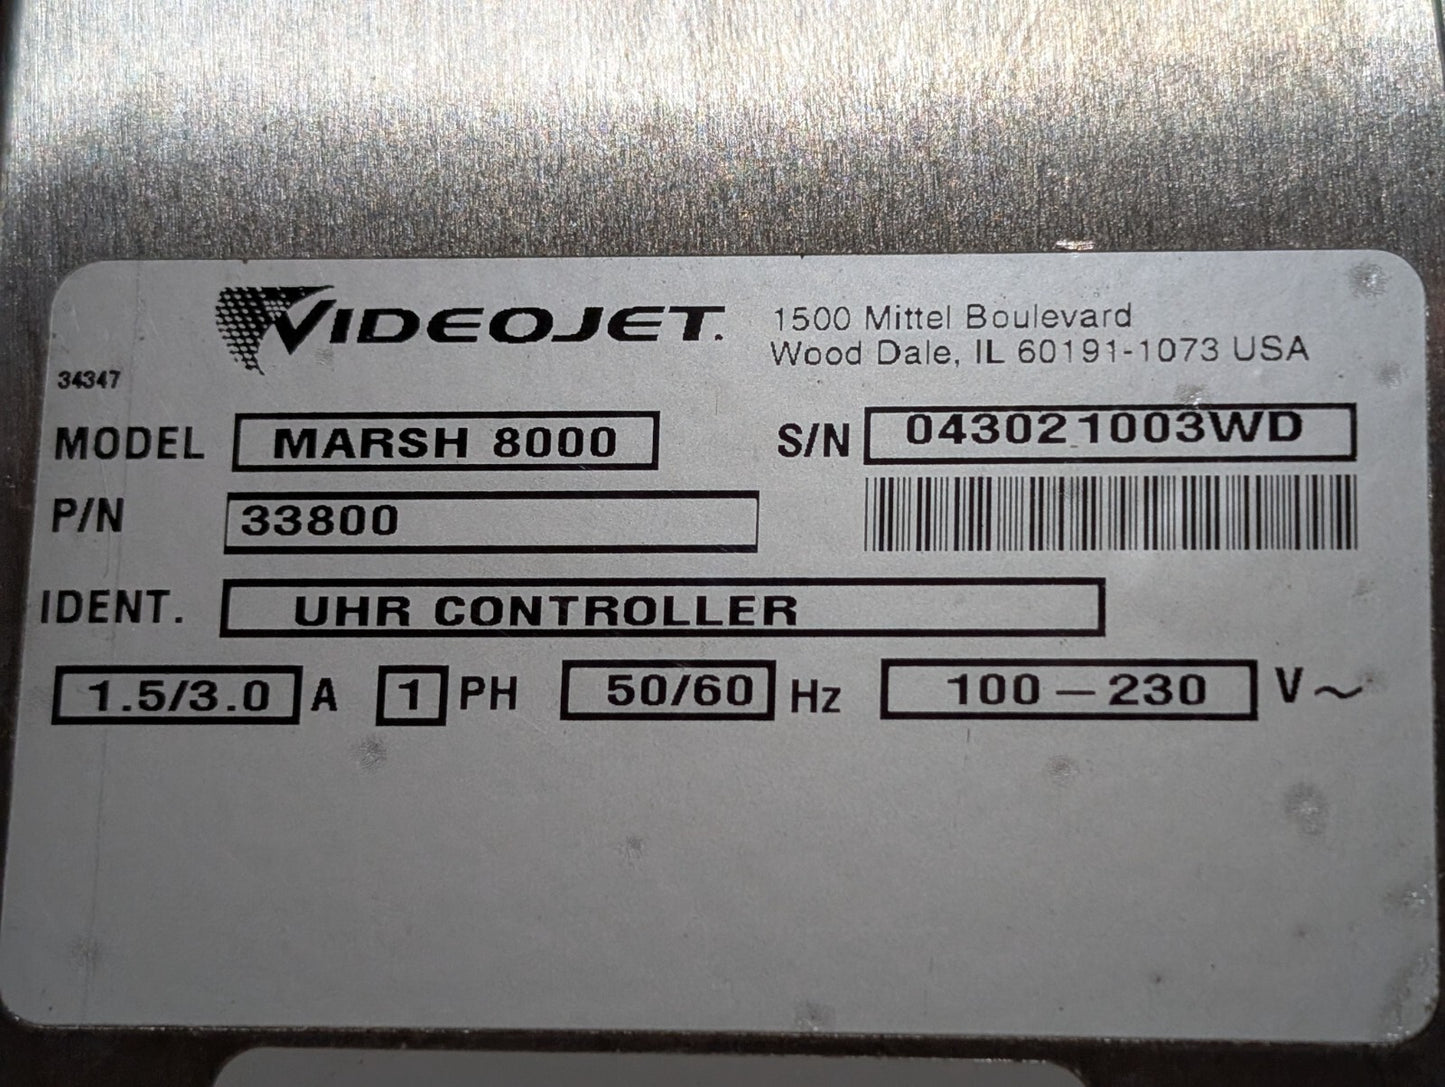 VIDEOJET.
1500 Mittel Boulevard
Wood Dale, IL 60191-1073 USA
34347
MODEL MARSH 8000 S/N 043021003WD
P/N 33800
IDENT. UHR CONTROLLER
1.5/3.0 A 1 PH 50/60 Hz 100-230 V~